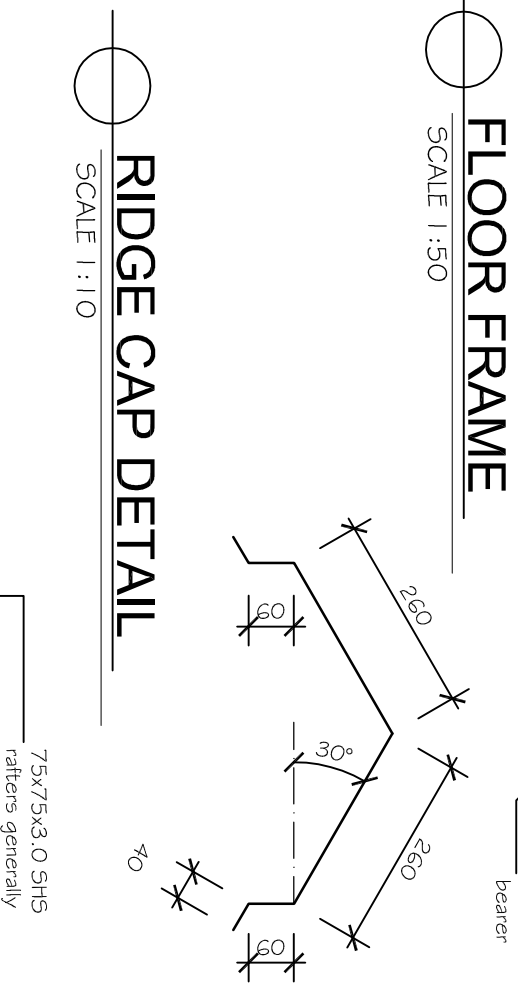 FLOOR FRAME
SCALE 1:50
bearer
260
260
60
30°
60
40
RIDGE CAP DETAIL
SCALE 1:10
75x75x3.0 SHS
rafters generally